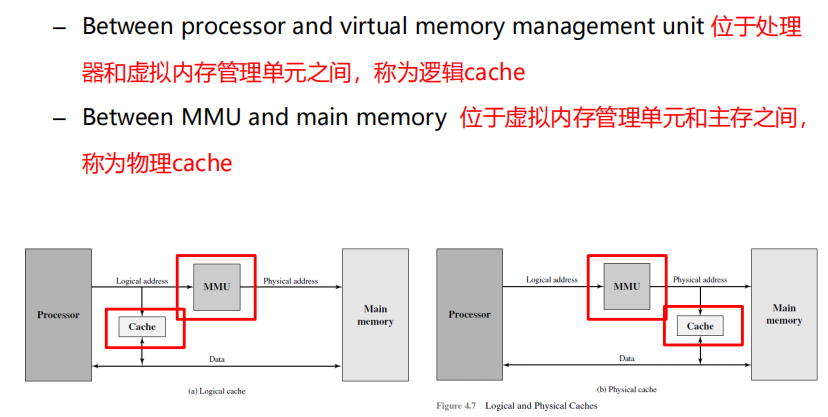 – Between processor and virtual memory management unit 位于处理
器和虚拟内存管理单元之间，称为逻辑cache
– Between MMU and main memory 位于虚拟内存管理单元和主存之间，
称为物理cache
Processor
Logical address
MMU
Physical address
Cache
Main
memory
Data
(a) Logical cache
Processor
Logical address
MMU
Physical address
Cache
Main
memory
Data
(b) Physical cache
Figure 4.7 Logical and Physical Caches